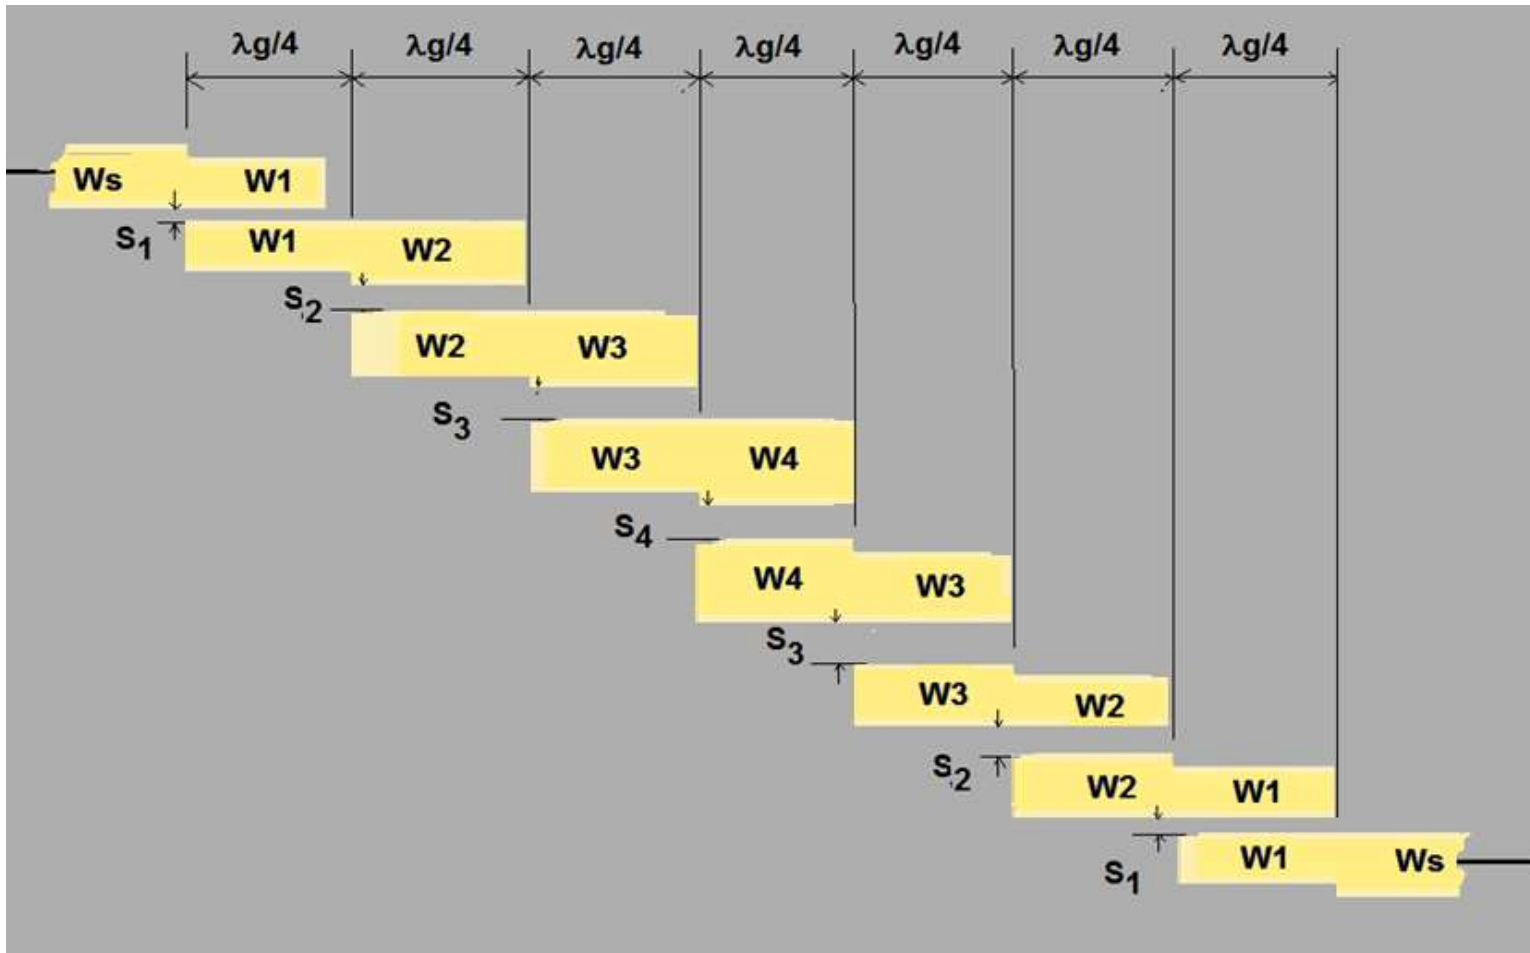 λg/4 λg/4 λg/4 λg/4 λg/4 λg/4 λg/4
Ws W1
S1 W1 W2
S2 W2 W3
S3 W3 W4
S4 W4 W3
S3 W3 W2
S2 W2 W1
S1 W1 Ws